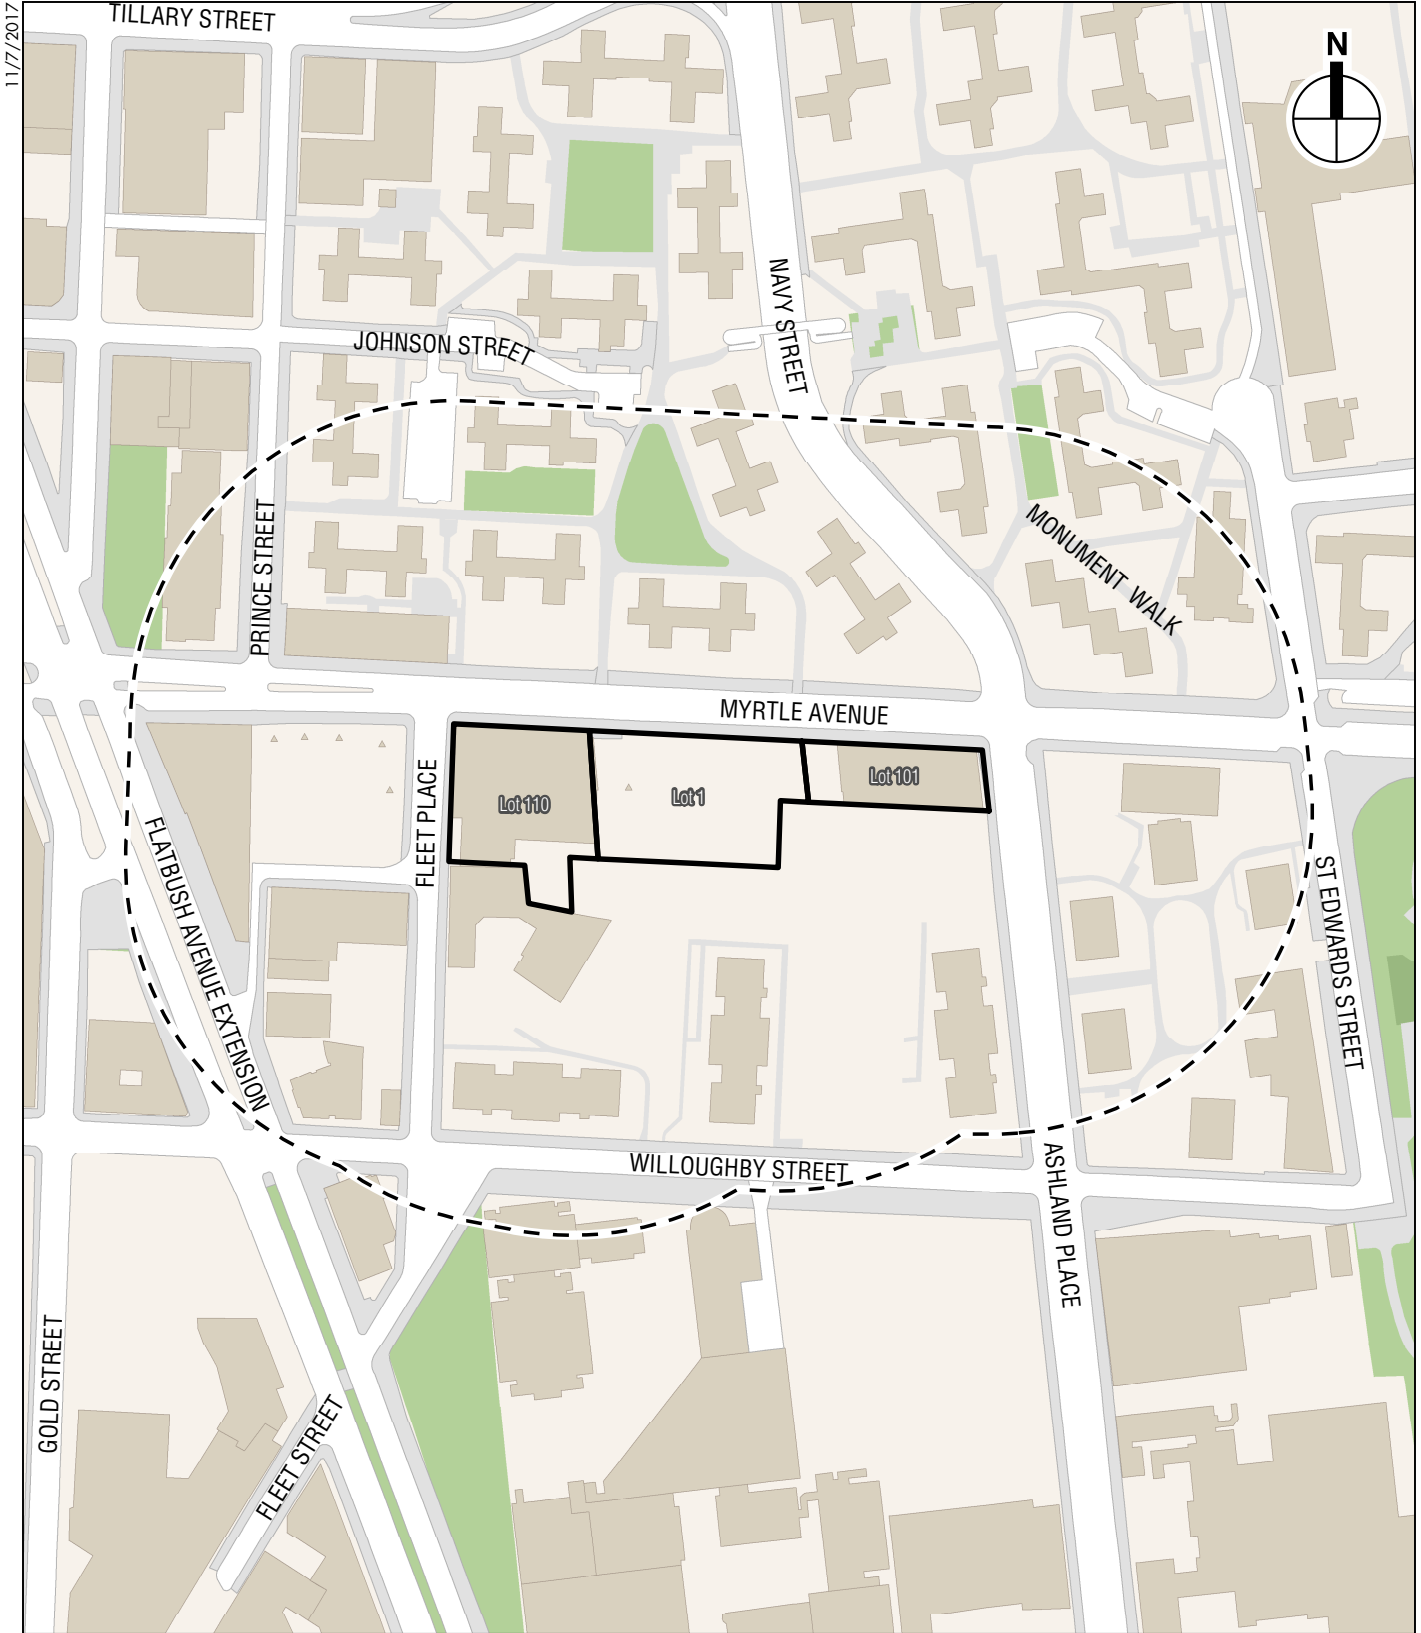 11/7/2017
TILLARY STREET
N
NAVY STREET
JOHNSON STREET
PRINCE STREET
MONUMENT WALK
MYRTLE AVENUE
FLEET PLACE
Lot 110
Lot 1
Lot 101
FLATBUSH AVENUE EXTENSION
ST EDWARDS STREET
WILLOUGHBY STREET
ASHLAND PLACE
GOLD STREET
FLEET STREET